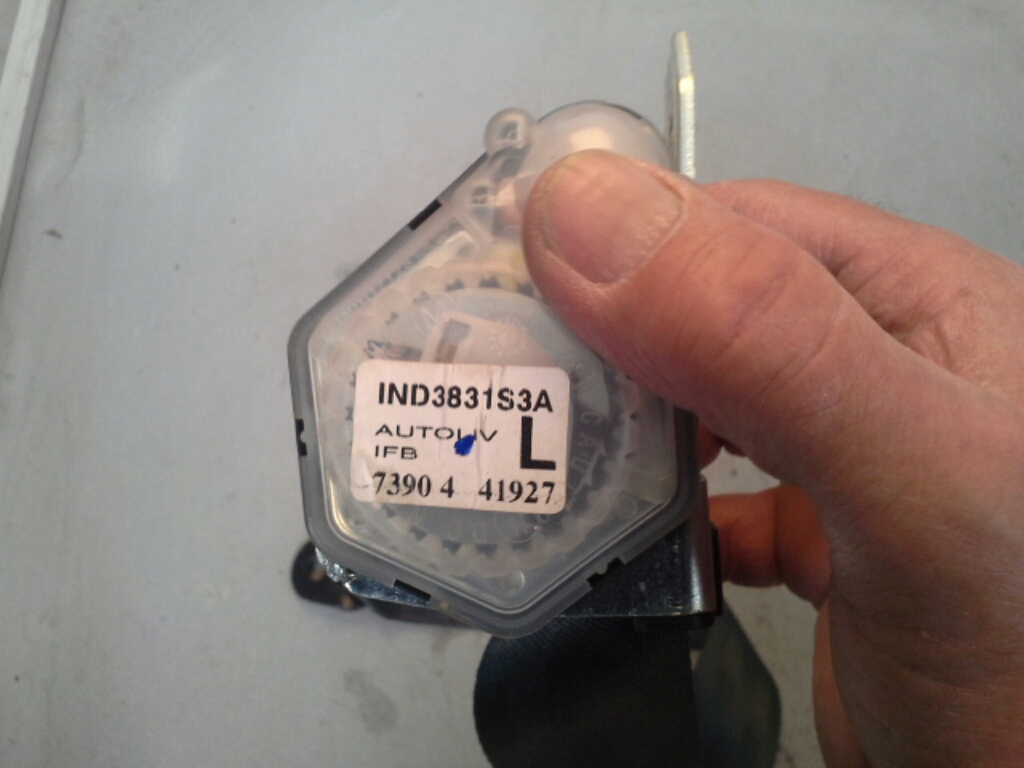 IND3831S3A
AUTOLIV
IFB
L
7390 4 41927